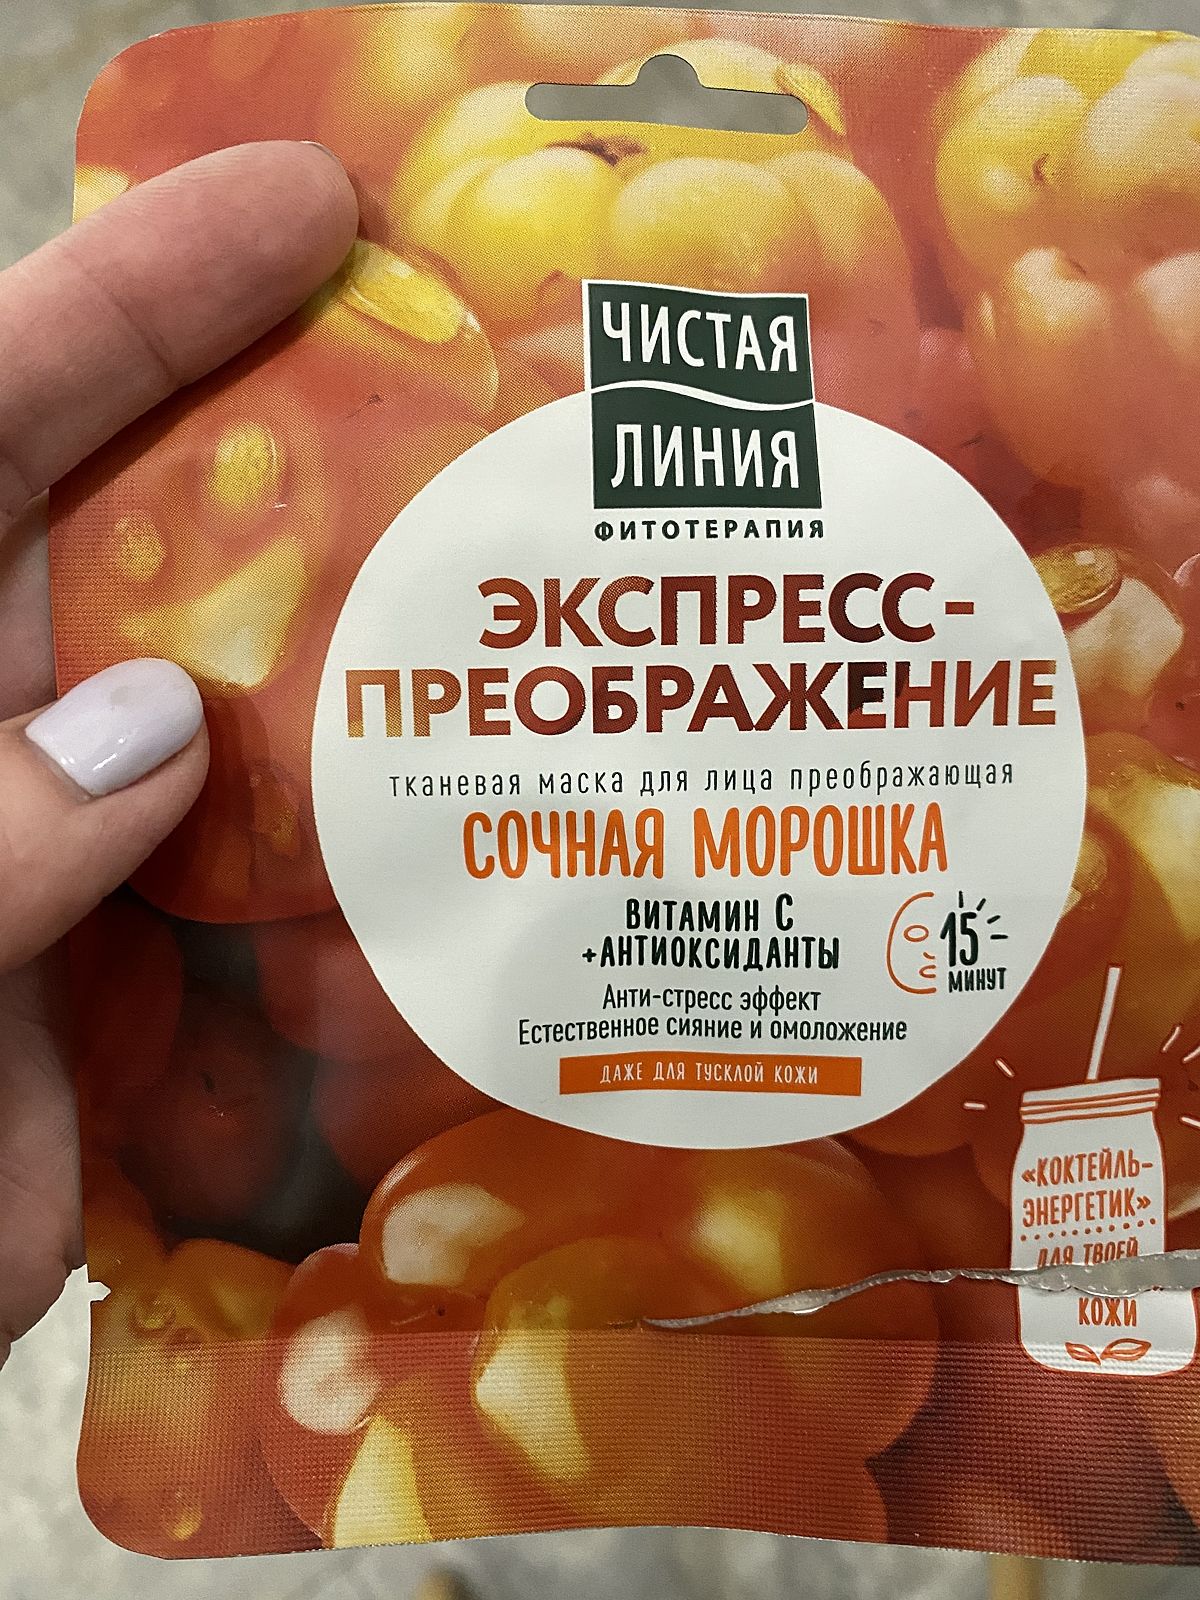 ЧИСТАЯ
ЛИНИЯ
ФИТОТЕРАПИЯ
ЭКСПРЕСС-
ПРЕОБРАЖЕНИЕ
тканевая маска для лица преображающая
СОЧНАЯ МОРОШКА
ВИТАМИН С
+АНТИОКСИДАНТЫ
15
МИНУТ
Анти-стресс эффект
Естественное сияние и омоложение
ДАЖЕ ДЛЯ ТУСКЛОЙ КОЖИ
«КОКТЕЙЛЬ-
ЭНЕРГЕТИК»
ДЛЯ ТВОЕЙ
КОЖИ